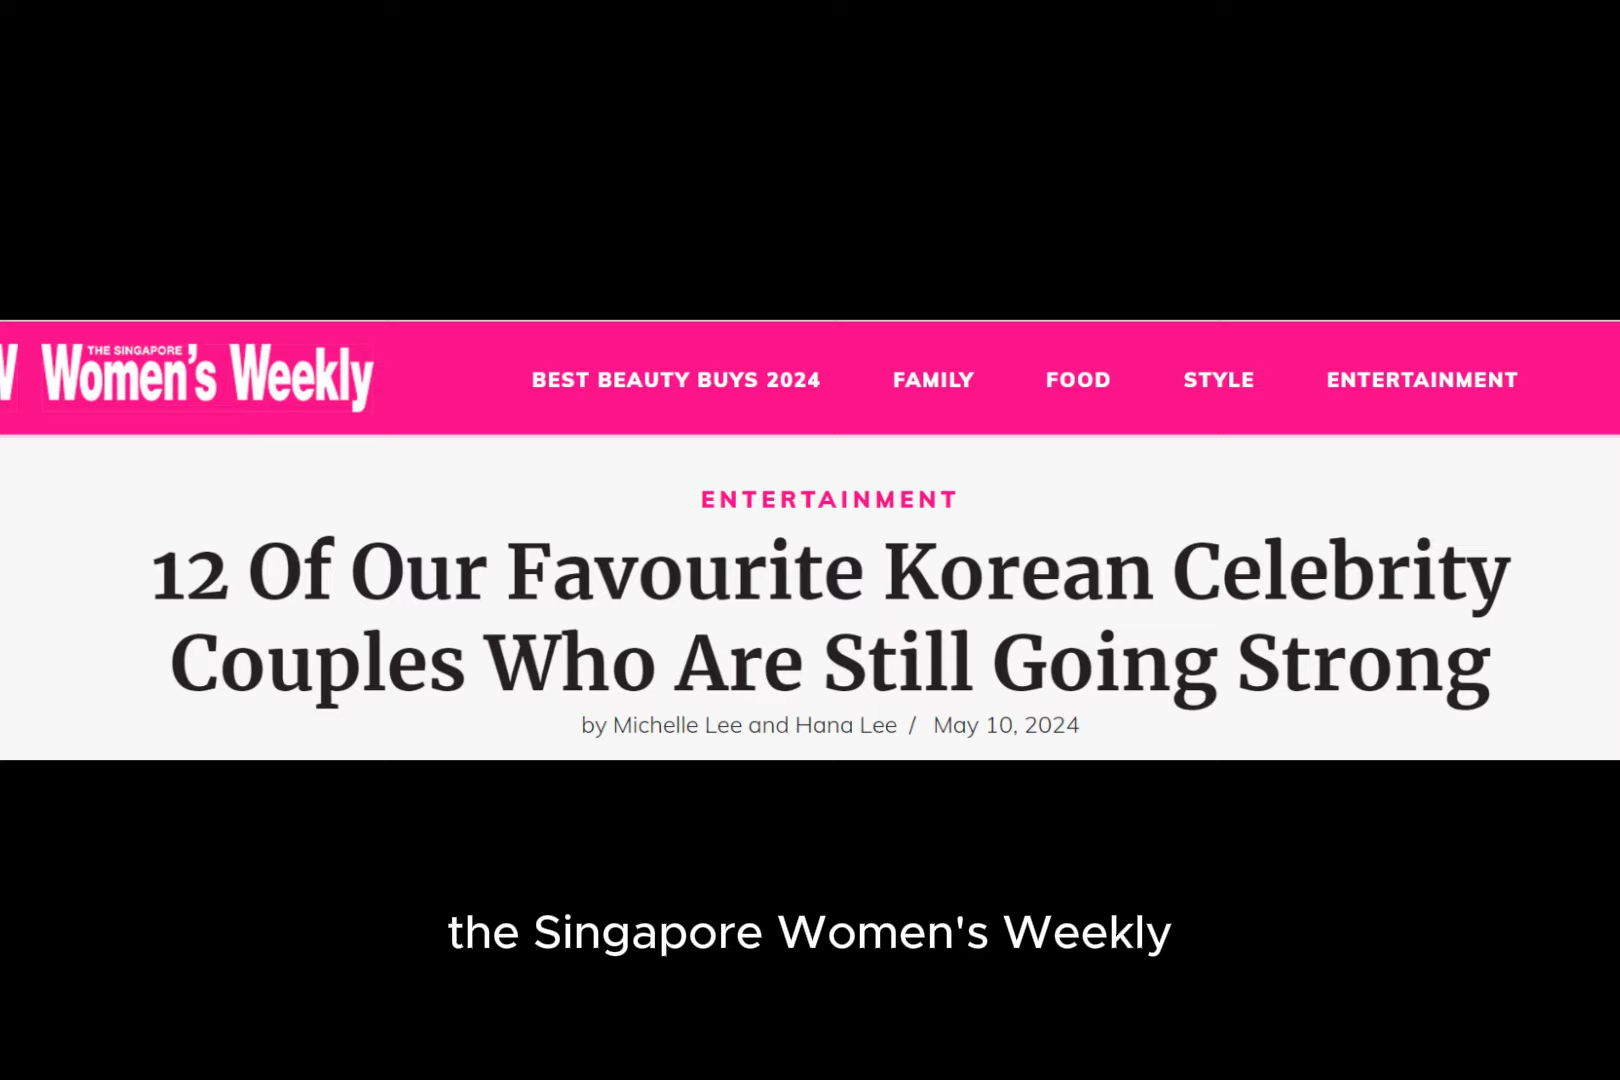 THE SINGAPORE
Women's Weekly
BEST BEAUTY BUYS 2024 FAMILY FOOD STYLE ENTERTAINMENT
ENTERTAINMENT
12 Of Our Favourite Korean Celebrity
Couples Who Are Still Going Strong
by Michelle Lee and Hana Lee / May 10, 2024
the Singapore Women's Weekly